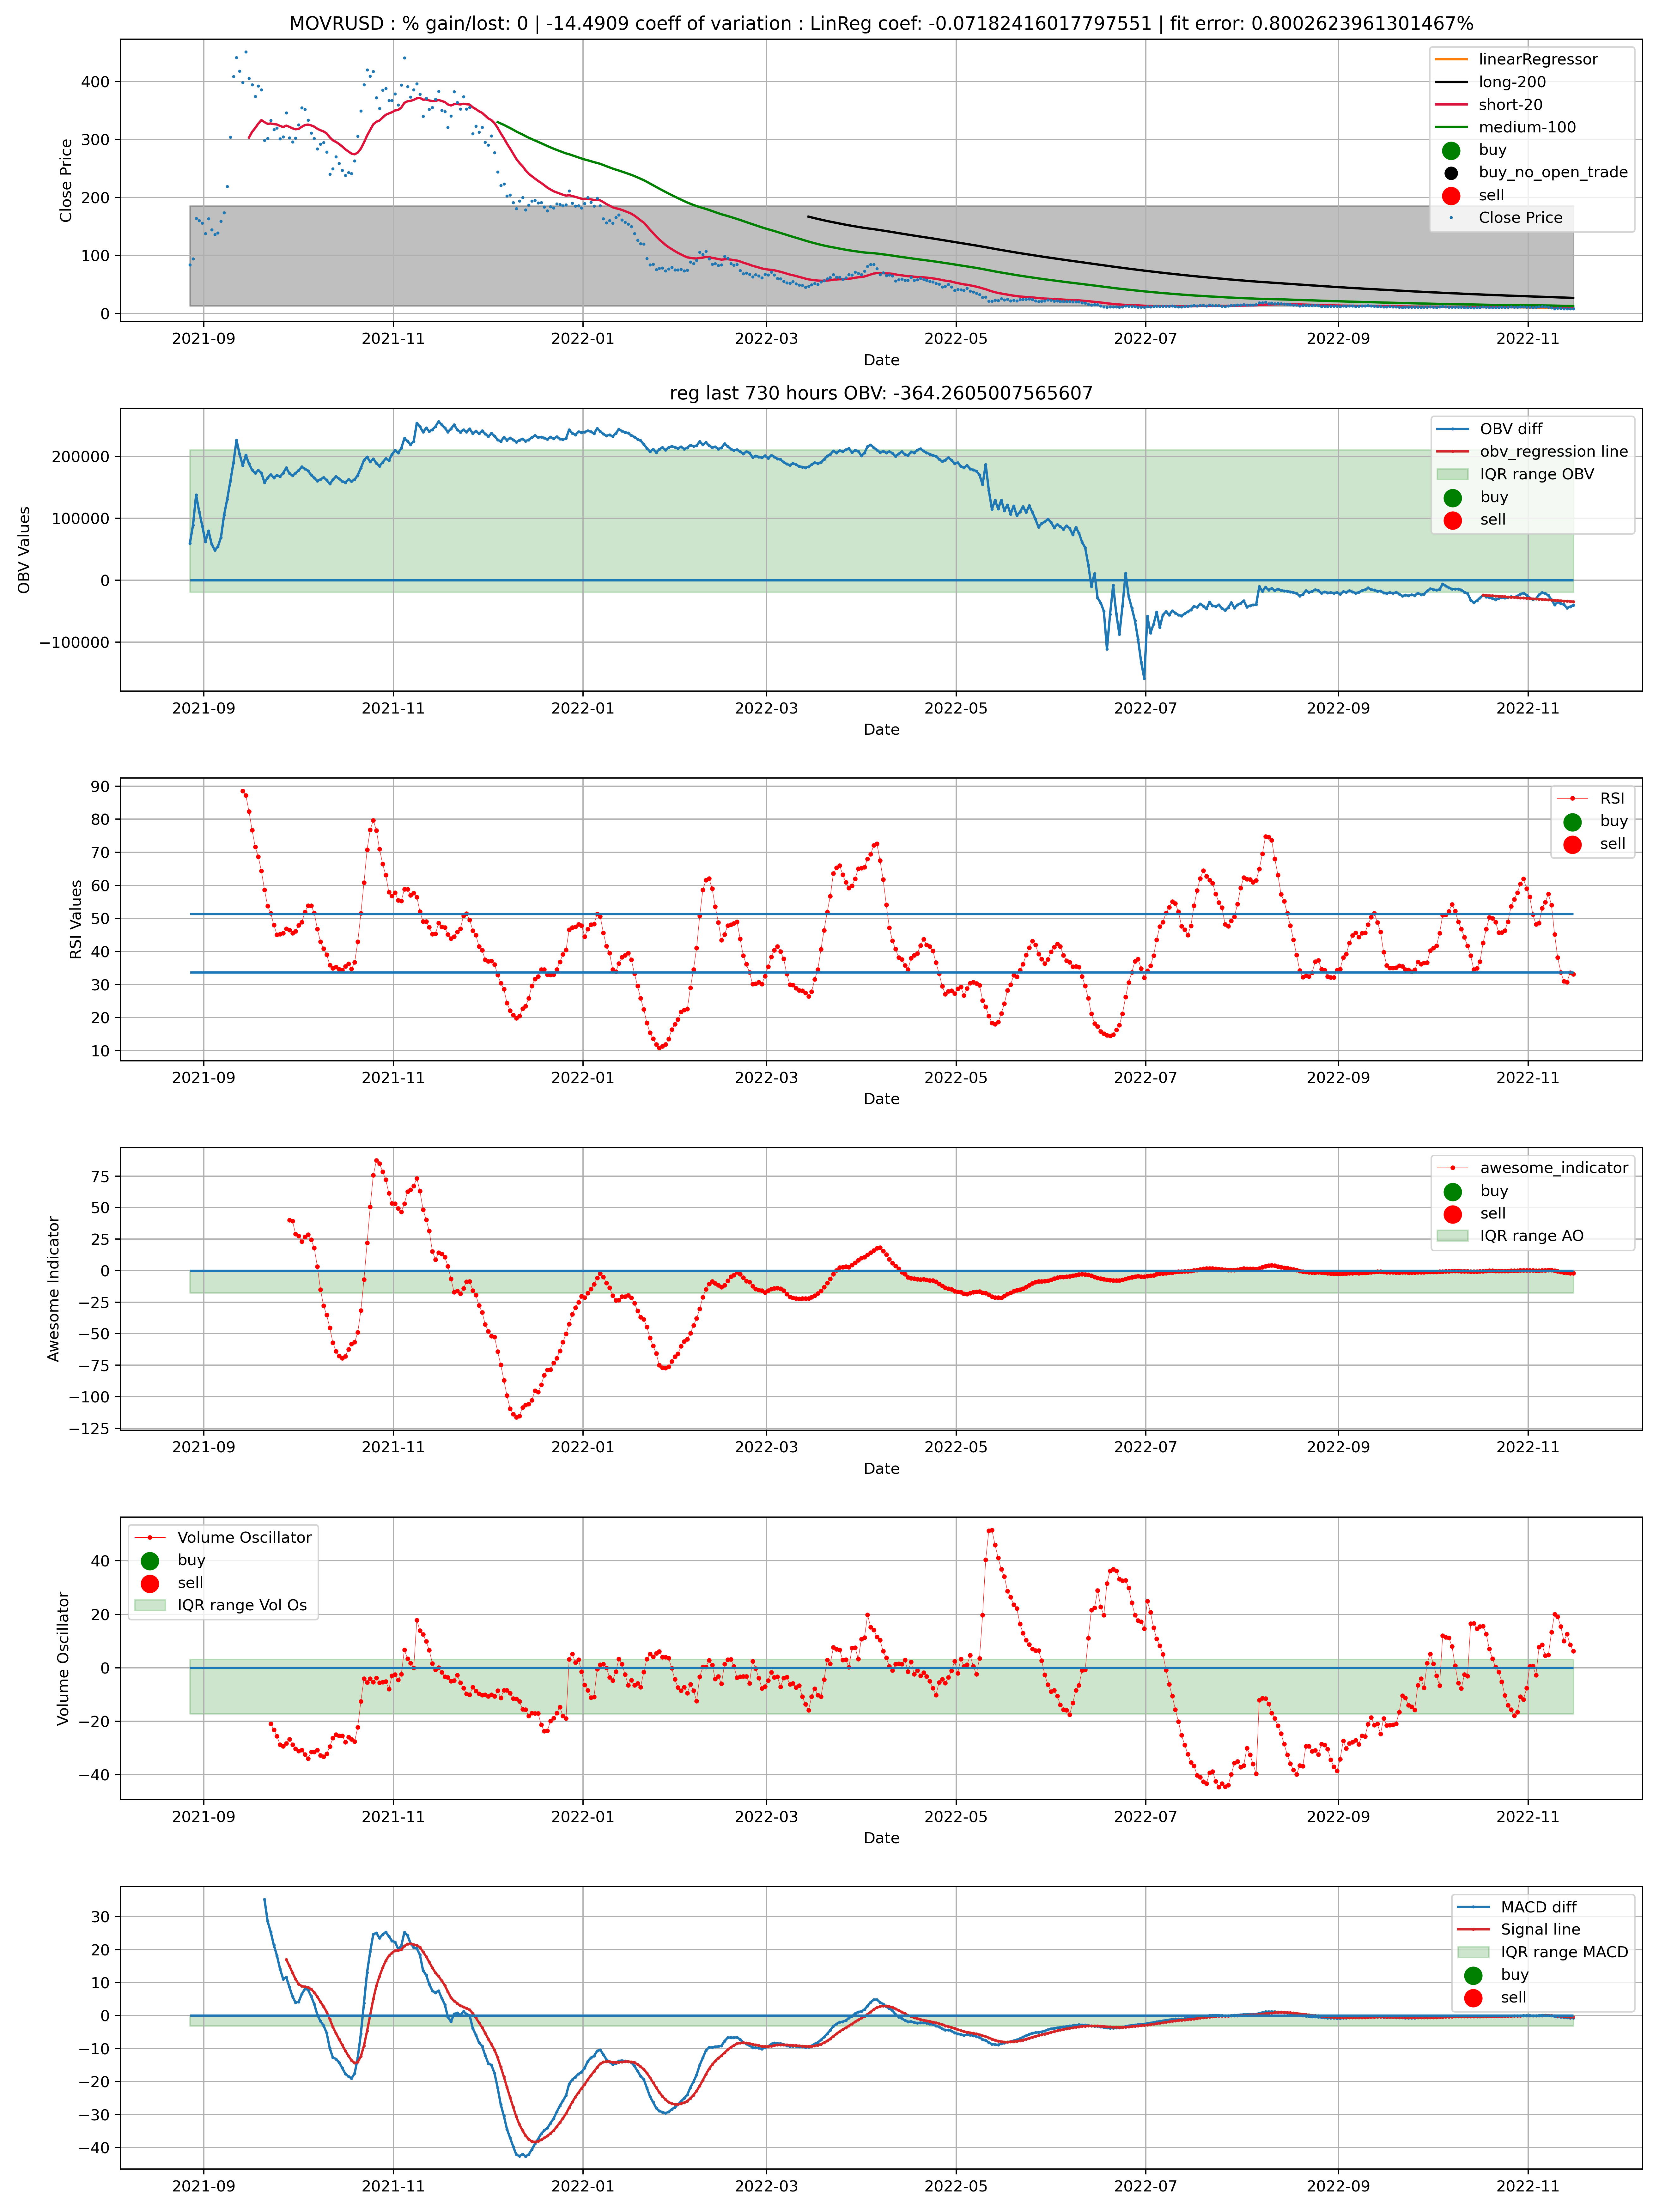 MOVRUSD : % gain/lost: 0 | -14.4909 coeff of variation : LinReg coef: -0.07182416017797551 | fit error: 0.8002623961301467%
Close Price
400
300
200
100
0
linearRegressor
long-200
short-20
medium-100
buy
buy_no_open_trade
sell
Close Price
2021-09 2021-11 2022-01 2022-03 2022-05 2022-07 2022-09 2022-11
Date
reg last 730 hours OBV: -364.2605007565607
OBV Values
200000
100000
0
−100000
OBV diff
obv_regression line
IQR range OBV
buy
sell
2021-09 2021-11 2022-01 2022-03 2022-05 2022-07 2022-09 2022-11
Date
RSI Values
90
80
70
60
50
40
30
20
10
RSI
buy
sell
2021-09 2021-11 2022-01 2022-03 2022-05 2022-07 2022-09 2022-11
Date
Awesome Indicator
75
50
25
0
−25
−50
−75
−100
−125
awesome_indicator
buy
sell
IQR range AO
2021-09 2021-11 2022-01 2022-03 2022-05 2022-07 2022-09 2022-11
Date
Volume Oscillator
40
20
0
−20
−40
Volume Oscillator
buy
sell
IQR range Vol Os
2021-09 2021-11 2022-01 2022-03 2022-05 2022-07 2022-09 2022-11
Date
30
20
10
0
−10
−20
−30
−40
MACD diff
Signal line
IQR range MACD
buy
sell
2021-09 2021-11 2022-01 2022-03 2022-05 2022-07 2022-09 2022-11